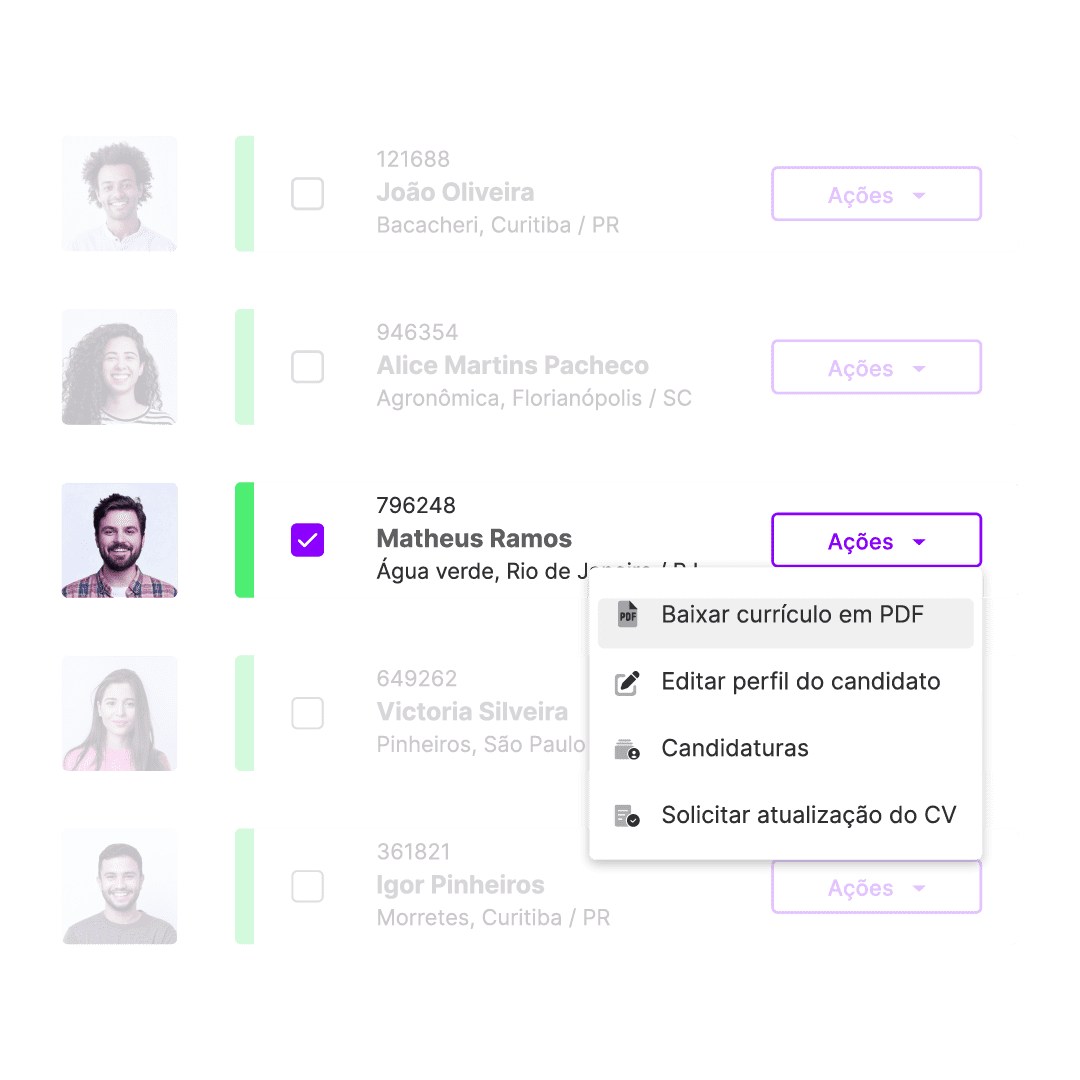 121688
João Oliveira
Bacacheri, Curitiba / PR
Ações
946354
Alice Martins Pacheco
Agronômica, Florianópolis / SC
Ações
796248
Matheus Ramos
Água verde, Rio de Janeiro / RJ
Ações
PDF Baixar currículo em PDF
Editar perfil do candidato
Candidaturas
Solicitar atualização do CV
649262
Victoria Silveira
Pinheiros, São Paulo
361821
Igor Pinheiros
Morretes, Curitiba / PR
Ações